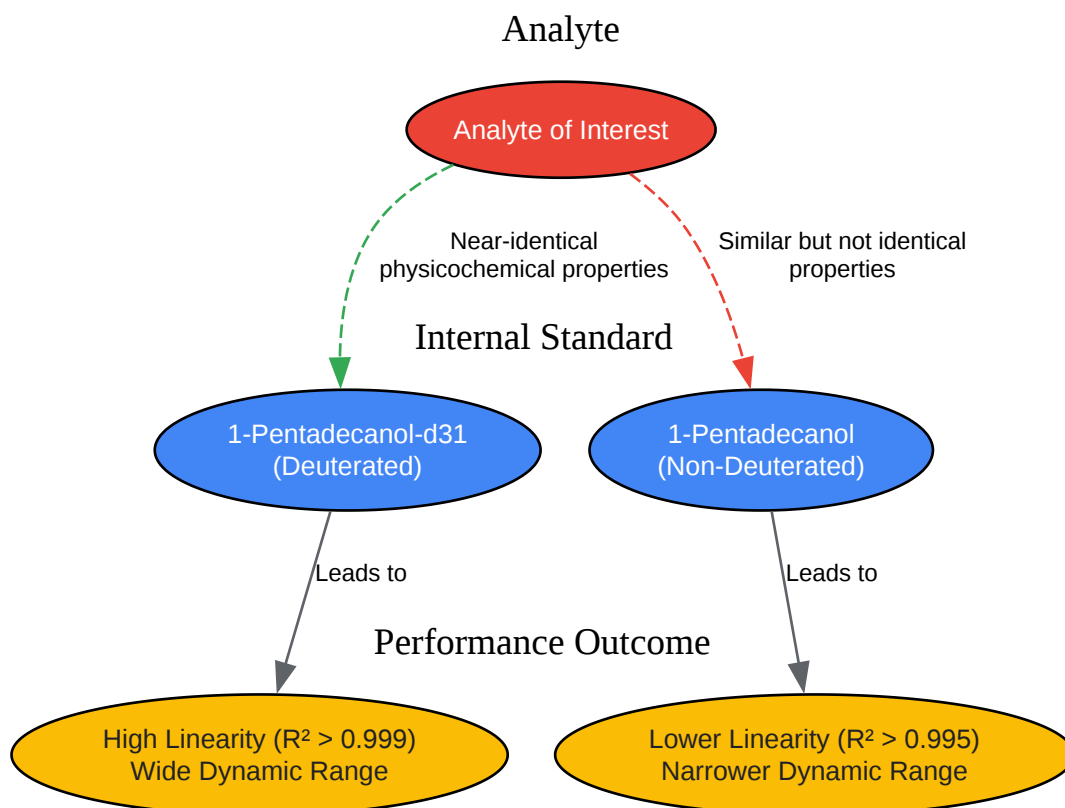 Analyte
Analyte of Interest
Near-identical
physicochemical properties
Similar but not identical
properties
Internal Standard
1-Pentadecanol-d31
(Deuterated)
1-Pentadecanol
(Non-Deuterated)
Leads to
Leads to
Performance Outcome
High Linearity (R² > 0.999)
Wide Dynamic Range
Lower Linearity (R² > 0.995)
Narrower Dynamic Range